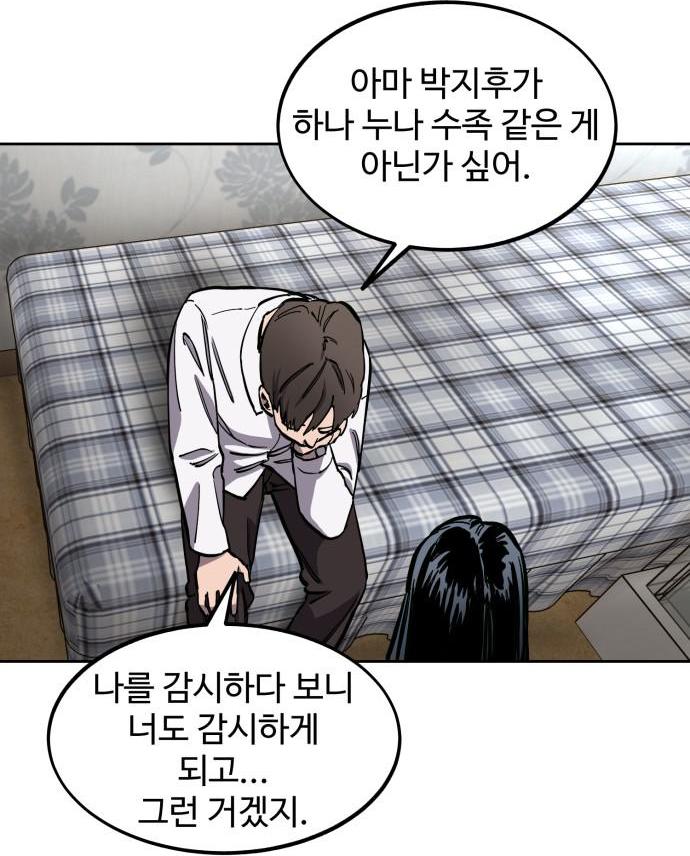 아마 박지후가
하나 누나 수족 같은 게
아닌가 싶어.
나를 감시하다 보니
너도 감시하게
되고...
그런 거겠지.